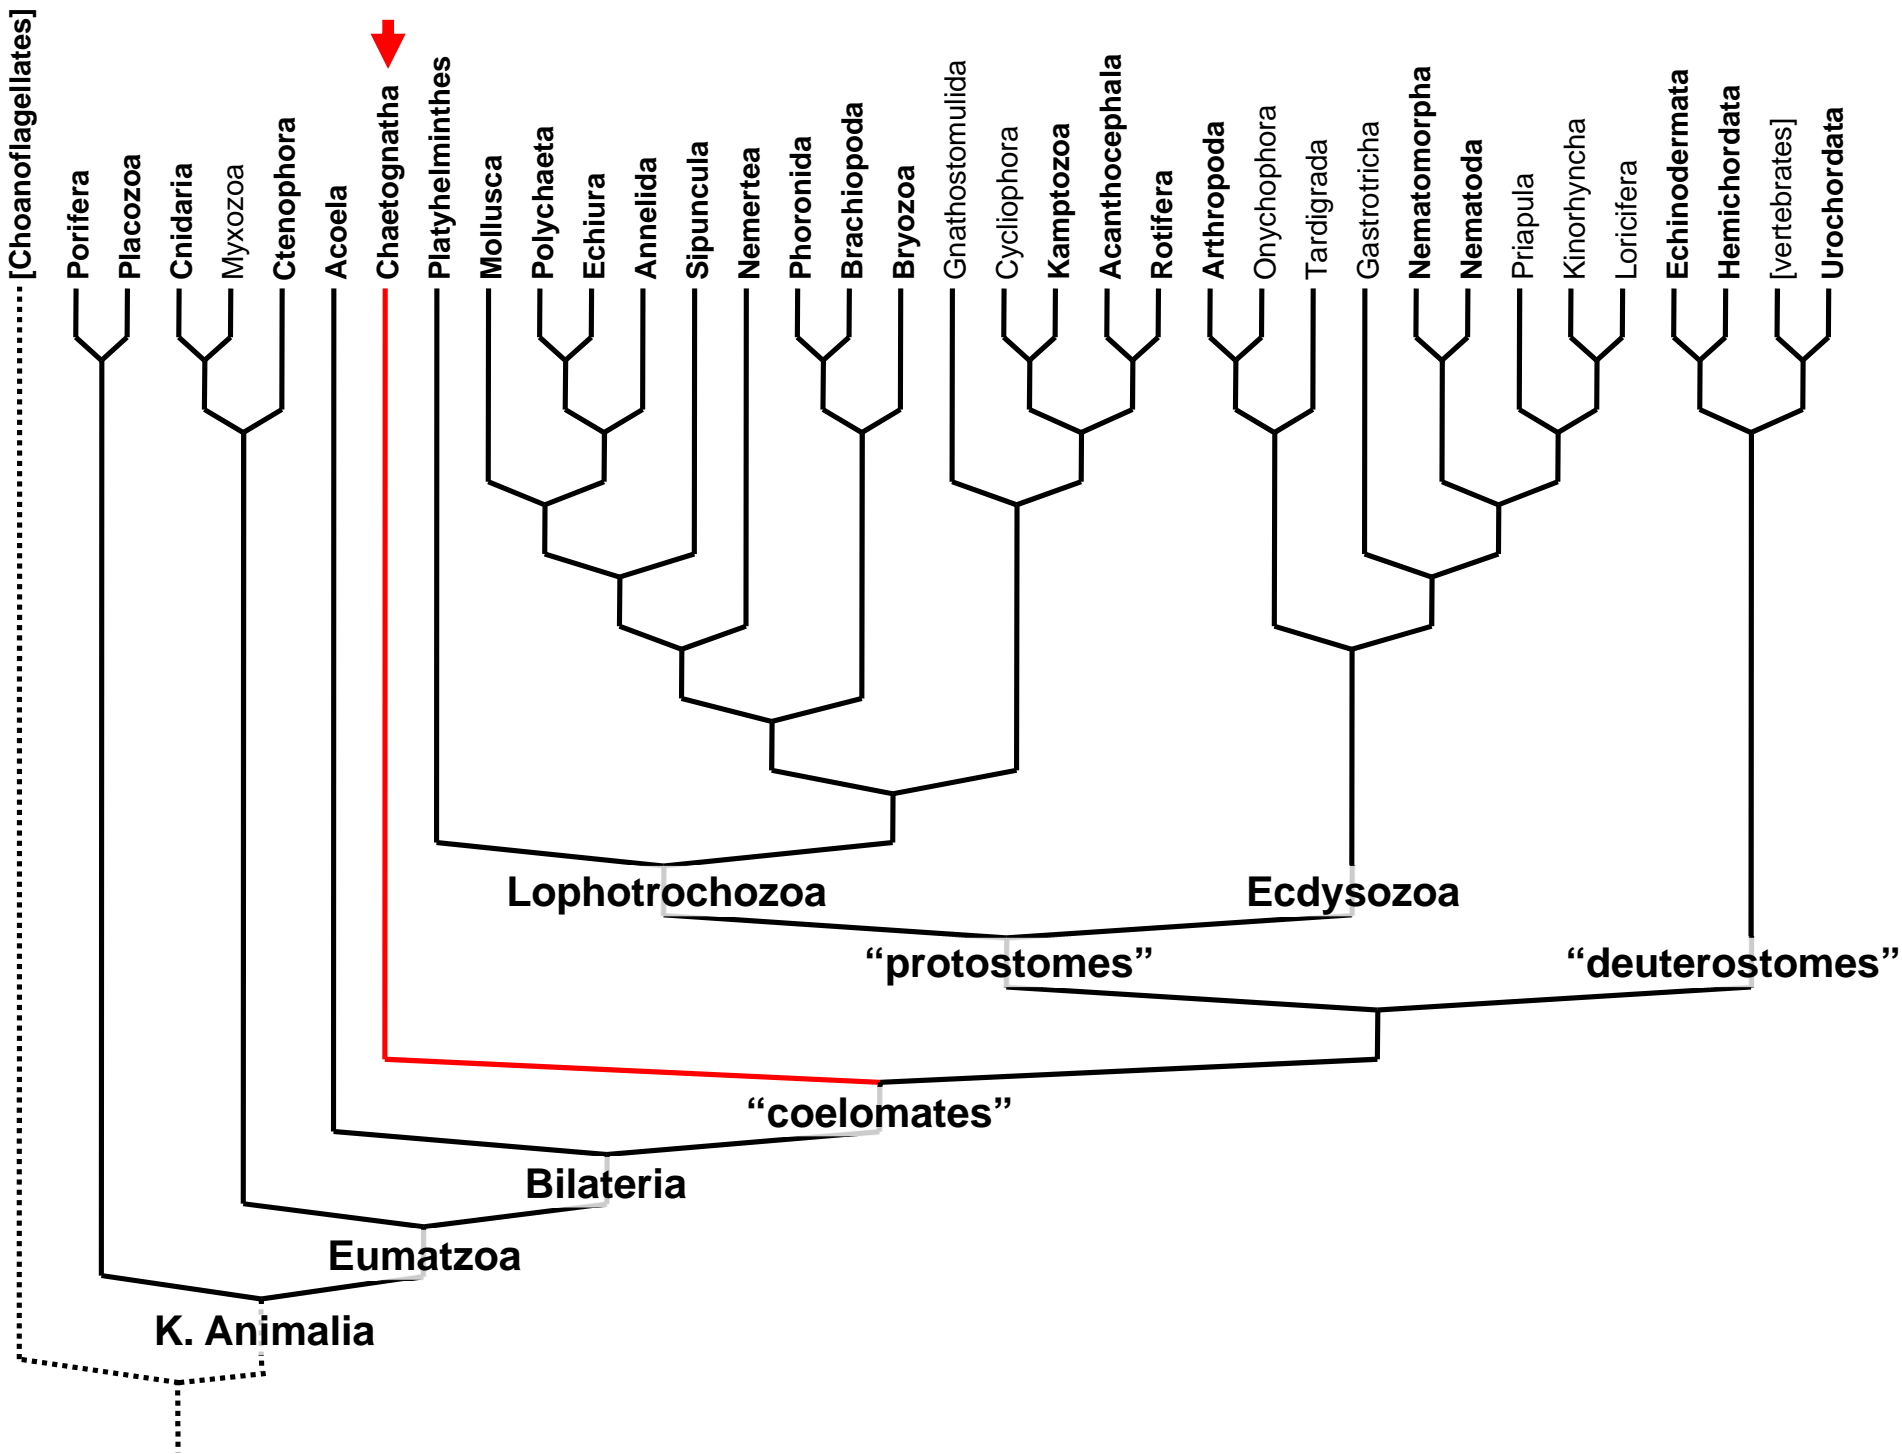 [Choanoflagellates]
Porifera
Placozoa
Cnidaria
Myxozoa
Ctenophora
Acoela
Chaetognatha
Platyhelminthes
Mollusca
Polychaeta
Echiura
Annelida
Sipuncula
Nemertea
Phoronida
Brachiopoda
Bryozoa
Gnathostomulida
Cycliophora
Kamptozoa
Acanthocephala
Rotifera
Arthropoda
Onychophora
Tardigrada
Gastrotricha
Nematomorpha
Nematoda
Priapula
Kinorhyncha
Loricifera
Echinodermata
Hemichordata
[vertebrates]
Urochordata
Lophotrochozoa
Ecdysozoa
“protostomes”
“deuterostomes”
“coelomates”
Bilateria
Eumatzoa
K. Animalia